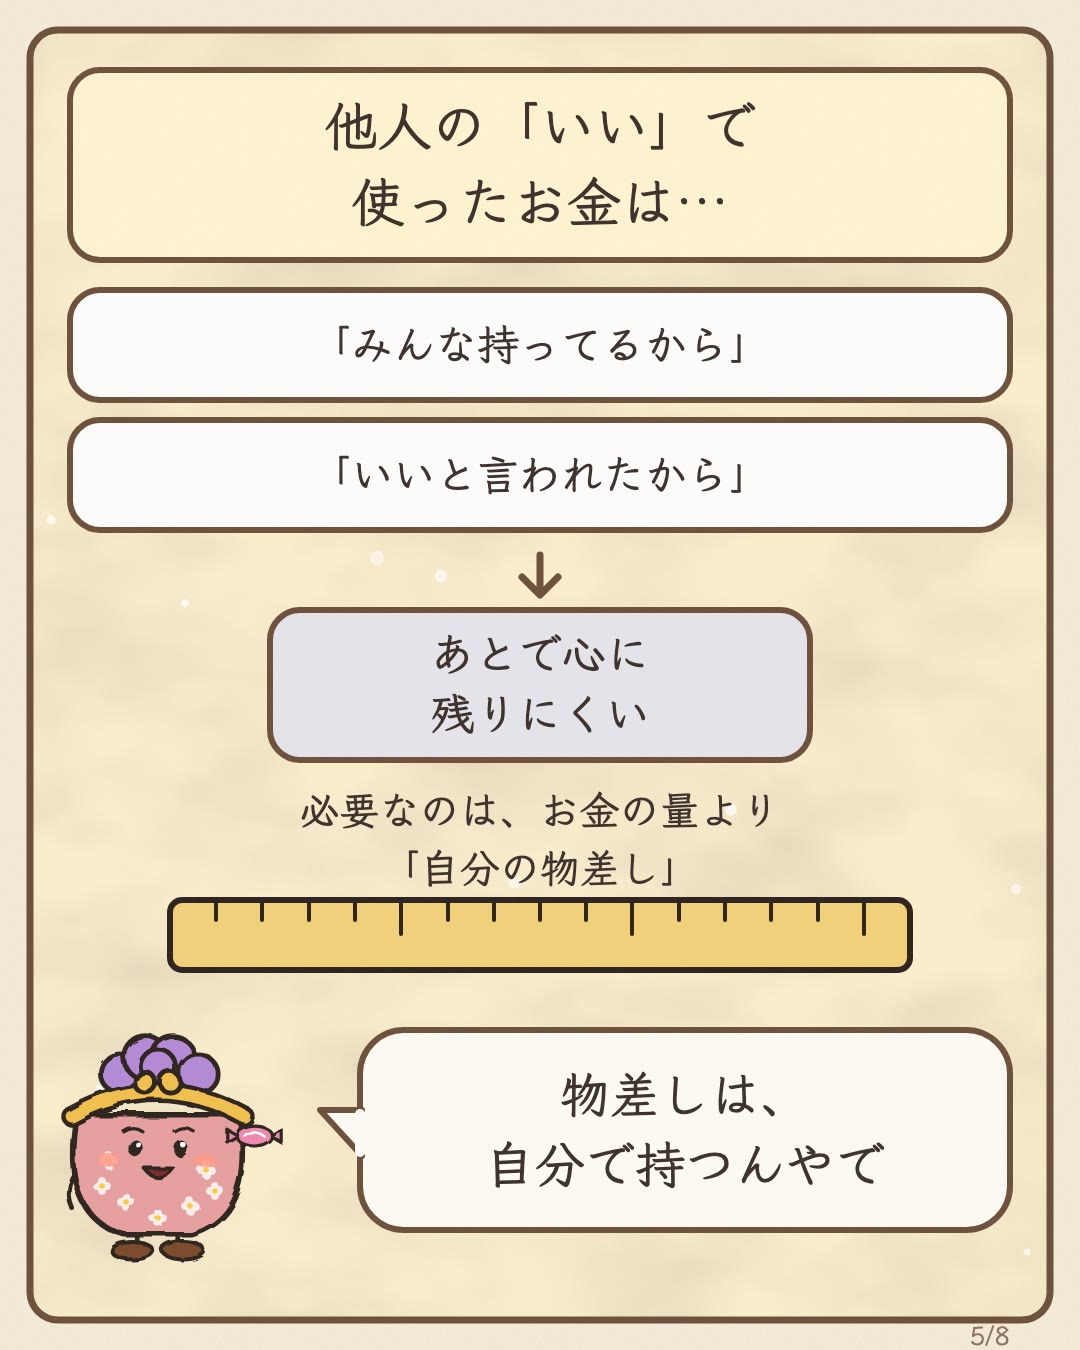 他人の「いい」で
使ったお金は…
「みんな持ってるから」
「いいと言われたから」
あとで心に
残りにくい
必要なのは、お金の量より
「自分の物差し」
物差しは、
自分で持つんやで
5/8